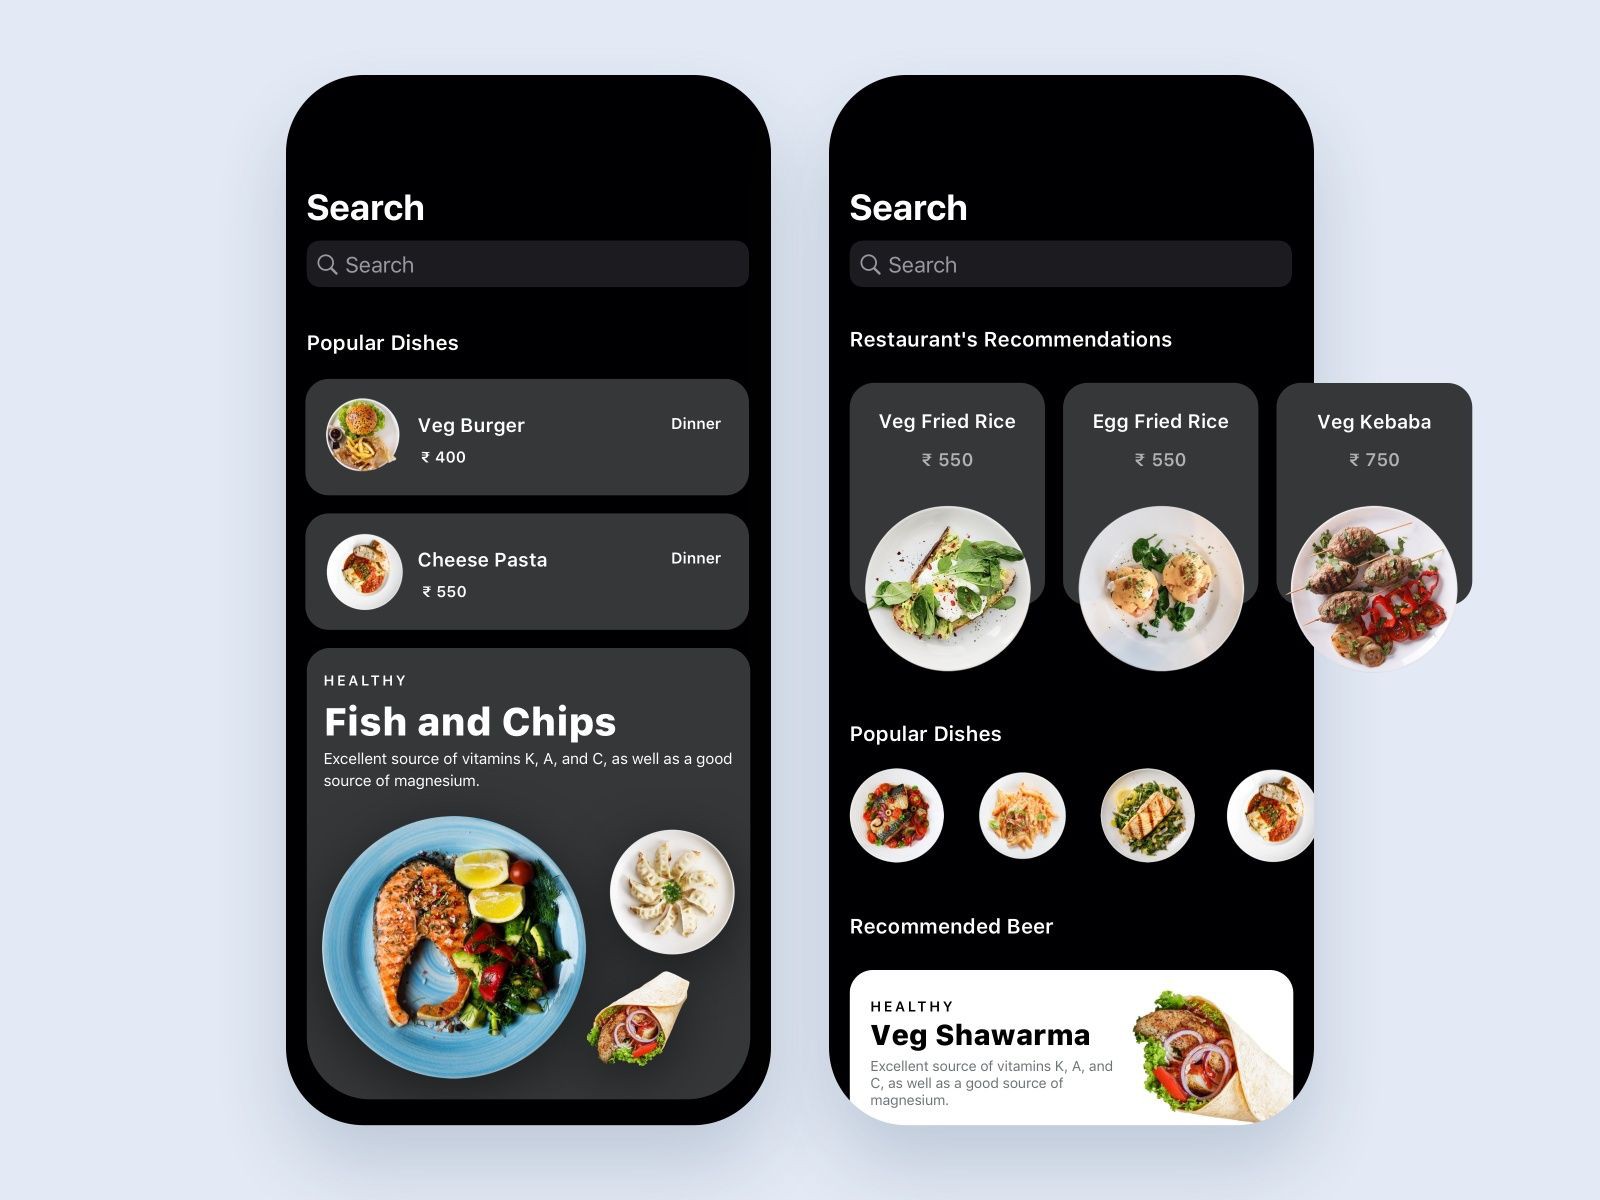 Search
Search
Popular Dishes
Veg Burger
Dinner
₹ 400
Cheese Pasta
Dinner
₹ 550
HEALTHY
Fish and Chips
Excellent source of vitamins K, A, and C, as well as a good
source of magnesium.
Search
Search
Restaurant's Recommendations
Veg Fried Rice
₹ 550
Egg Fried Rice
₹ 550
Veg Kebaba
₹ 750
Popular Dishes
Recommended Beer
HEALTHY
Veg Shawarma
Excellent source of vitamins K, A, and
C, as well as a good source of
magnesium.